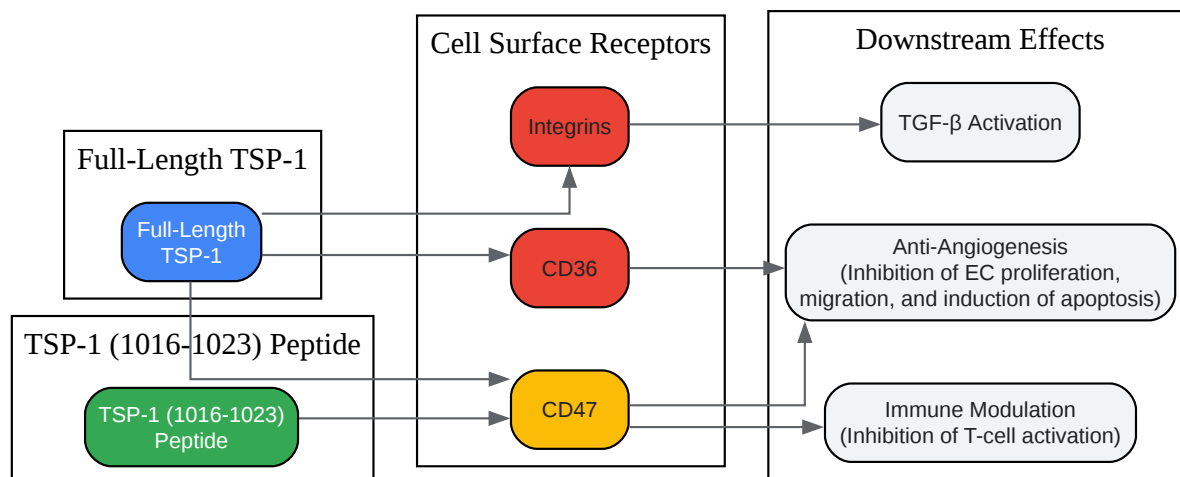 Full-Length TSP-1
Full-Length
TSP-1
TSP-1 (1016-1023) Peptide
TSP-1 (1016-1023)
Peptide
Cell Surface Receptors
Integrins
CD36
CD47
Downstream Effects
TGF-β Activation
Anti-Angiogenesis
(Inhibition of EC proliferation,
migration, and induction of apoptosis)
Immune Modulation
(Inhibition of T-cell activation)